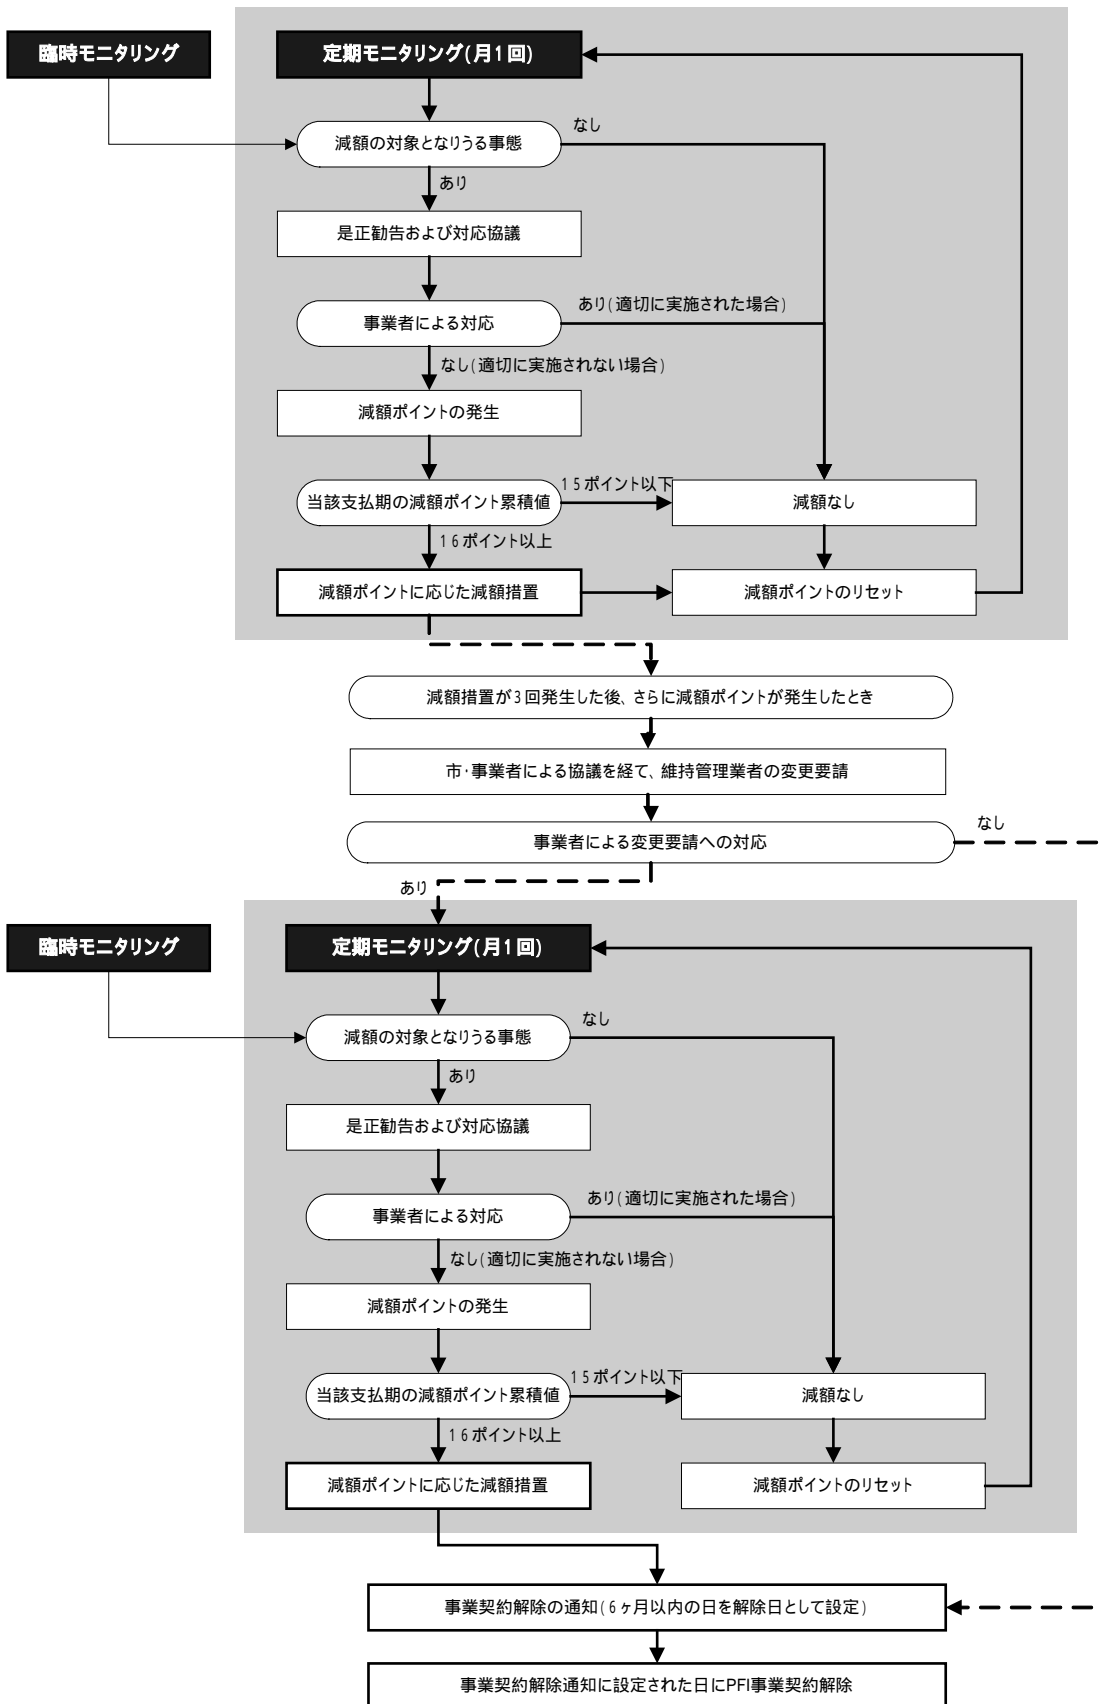 臨時モニタリング
定期モニタリング(月1回)
減額の対象となりうる事態
なし
あり
是正勧告および対応協議
事業者による対応
あり(適切に実施された場合)
なし(適切に実施されない場合)
減額ポイントの発生
当該支払期の減額ポイント累積値
15ポイント以下
減額なし
16ポイント以上
減額ポイントに応じた減額措置
減額ポイントのリセット
減額措置が3回発生した後、さらに減額ポイントが発生したとき
市・事業者による協議を経て、維持管理業者の変更要請
事業者による変更要請への対応
なし
あり
臨時モニタリング
定期モニタリング(月1回)
減額の対象となりうる事態
なし
あり
是正勧告および対応協議
事業者による対応
あり(適切に実施された場合)
なし(適切に実施されない場合)
減額ポイントの発生
当該支払期の減額ポイント累積値
15ポイント以下
減額なし
16ポイント以上
減額ポイントに応じた減額措置
減額ポイントのリセット
事業契約解除の通知(6ヶ月以内の日を解除日として設定)
事業契約解除通知に設定された日にPFI事業契約解除